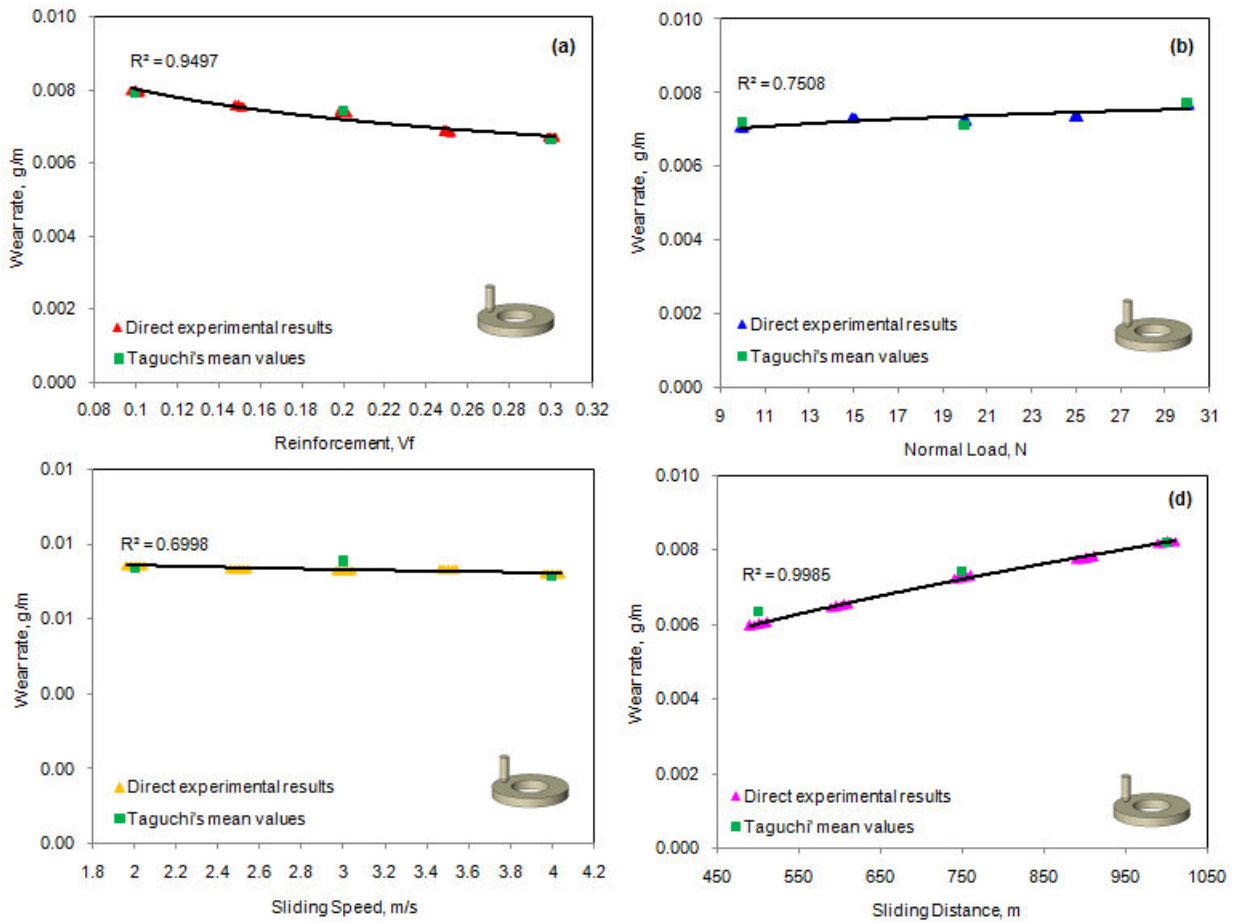 0.010
(a)
R² = 0.9497
0.008
0.006
0.004
0.002
0.000
Wear rate, g/m
Direct experimental results
Taguchi's mean values
0.08 0.1 0.12 0.14 0.16 0.18 0.2 0.22 0.24 0.26 0.28 0.3 0.32
Reinforcement, Vf
0.010
(b)
R² = 0.7508
0.008
0.006
0.004
0.002
0.000
Wear rate, g/m
Direct experimental results
Taguchi's mean values
9 11 13 15 17 19 21 23 25 27 29 31
Normal Load, N
0.01
0.01
R² = 0.6998
0.01
0.00
0.00
0.00
Wear rate, g/m
Direct experimental results
Taguchi's mean values
1.8 2 2.2 2.4 2.6 2.8 3 3.2 3.4 3.6 3.8 4 4.2
Sliding Speed, m/s
0.010
(d)
0.008
R² = 0.9985
0.006
0.004
0.002
0.000
Wear rate, g/m
Direct experimental results
Taguchi' mean values
450 550 650 750 850 950 1050
Sliding Distance, m